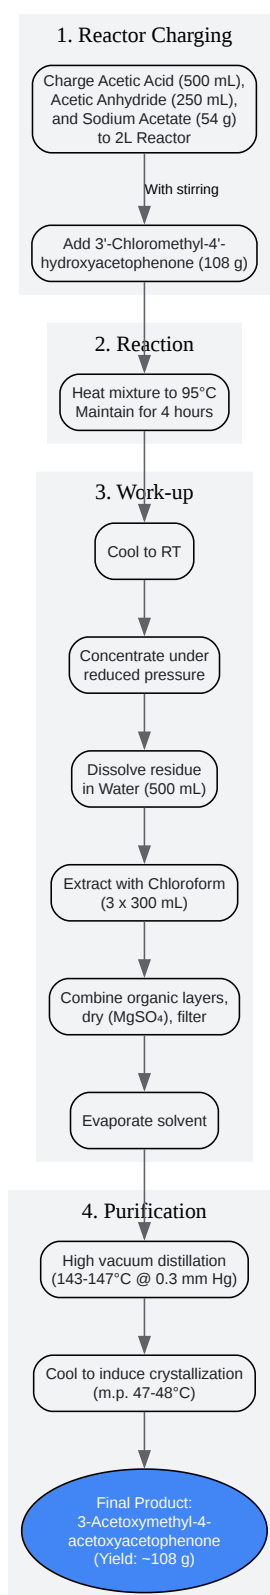 1. Reactor Charging
Charge Acetic Acid (500 mL),
Acetic Anhydride (250 mL),
and Sodium Acetate (54 g)
to 2L Reactor
With stirring
Add 3'-Chloromethyl-4'-
hydroxyacetophenone (108 g)
2. Reaction
Heat mixture to 95°C
Maintain for 4 hours
3. Work-up
Cool to RT
Concentrate under
reduced pressure
Dissolve residue
in Water (500 mL)
Extract with Chloroform
(3 x 300 mL)
Combine organic layers,
dry (MgSO₄), filter
Evaporate solvent
4. Purification
High vacuum distillation
(143-147°C @ 0.3 mm Hg)
Cool to induce crystallization
(m.p. 47-48°C)
Final Product:
3-Acetoxymethyl-4-
acetoxyacetophenone
(Yield: ~108 g)